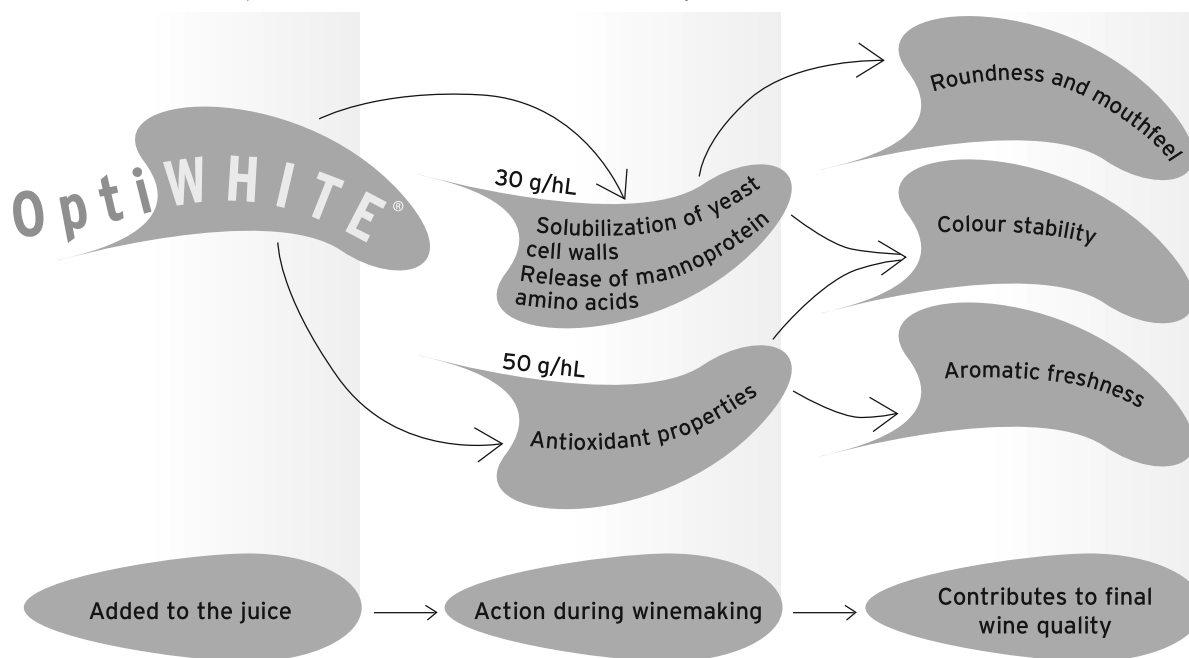 OptiWHITE®
30 g/hL
Solubilization of yeast
cell walls
Release of mannoprotein
amino acids
50 g/hL
Antioxidant properties
Roundness and mouthfeel
Colour stability
Aromatic freshness
Added to the juice
Action during winemaking
Contributes to final
wine quality